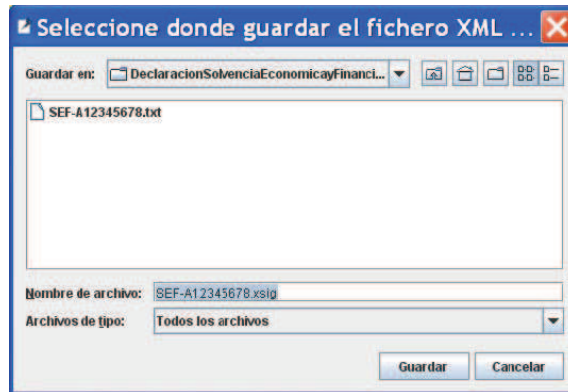 Seleccione donde guardar el fichero XML ...
Guardar en: DeclaracionSolvenciaEconomicayFinanci...
SEF-A12345678.txt
Nombre de archivo: SEF-A12345678.xsig
Archivos de tipo: Todos los archivos
Guardar Cancelar